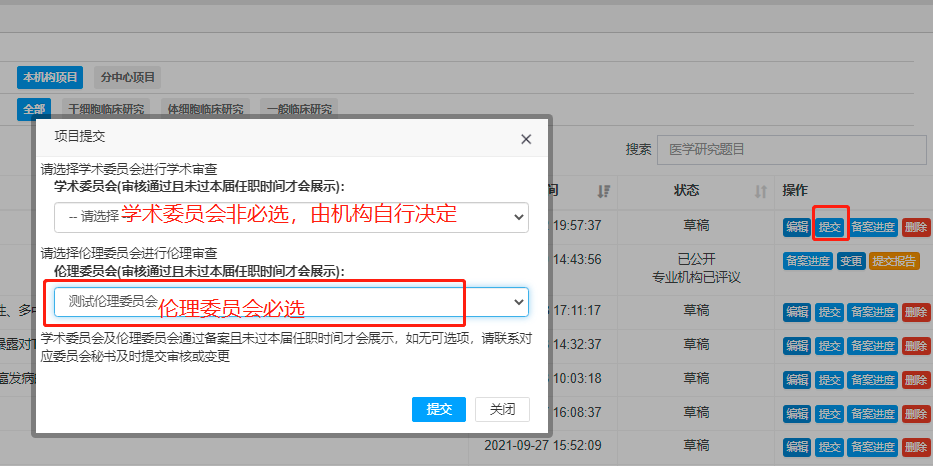 本机构项目 分中心项目
全部 干细胞临床研究 体细胞临床研究 一般临床研究
项目提交 ×
搜索 医学研究题目
请选择学术委员会进行学术审查
学术委员会(审核通过且未过本届任职时间才会展示):
间 状态 操作
-- 请选择 学术委员会非必选，由机构自行决定
19:57:37 草稿 编辑 提交 备案进度 删除
请选择伦理委员会进行伦理审查
伦理委员会(审核通过且未过本届任职时间才会展示):
14:43:56 已公开 备案进度 变更 提交报告
专业机构已评议
测试伦理委员会 伦理委员会必选
性、多中 17:11:17 草稿 编辑 提交 备案进度 删除
学术委员会及伦理委员会通过备案且未过本届任职时间才会展示，如无可选项，请联系对
应委员会秘书及时提交审核或变更
暴露对 14:32:37 草稿 编辑 提交 备案进度 删除
发病 10:03:18 草稿 编辑 提交 备案进度 删除
提交 关闭
16:08:37 草稿 编辑 提交 备案进度 删除
2021-09-27 15:52:09 草稿 编辑 提交 备案进度 删除